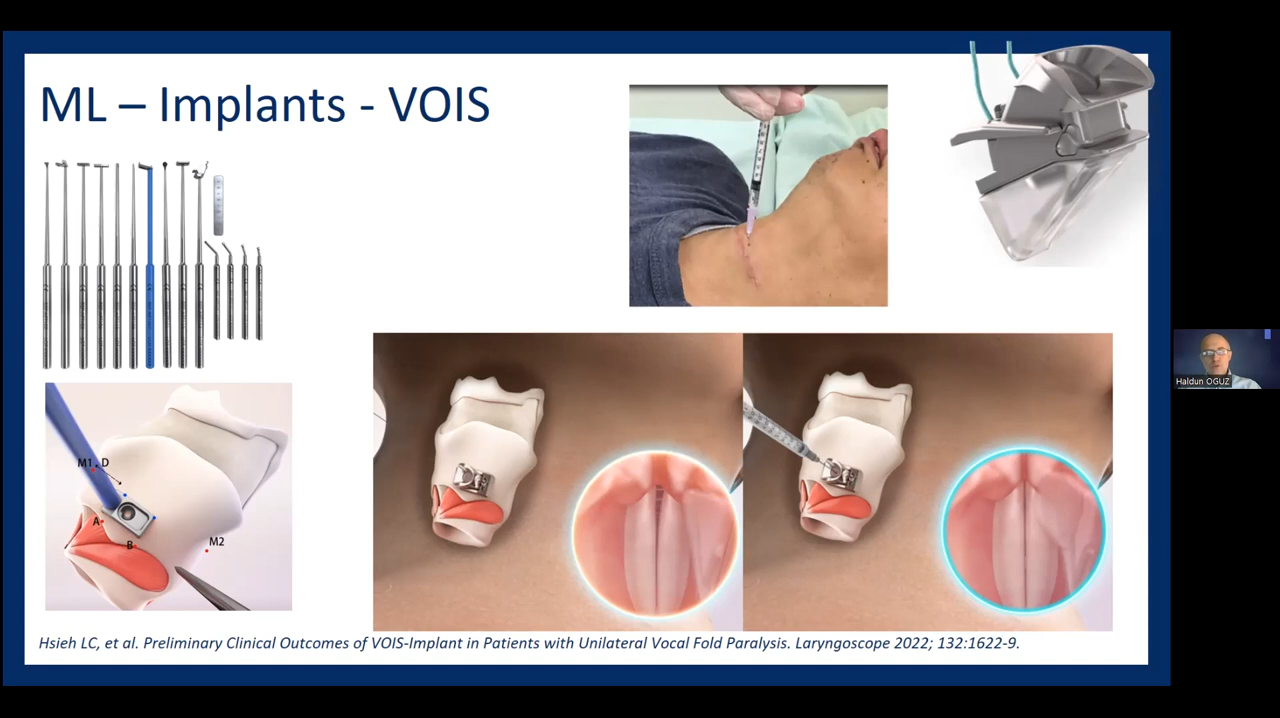 ML – Implants - VOIS
M1, D
A
B
M2
Hsieh LC, et al. Preliminary Clinical Outcomes of VOIS-Implant in Patients with Unilateral Vocal Fold Paralysis. Laryngoscope 2022; 132:1622-9.
Haldun OGUZ